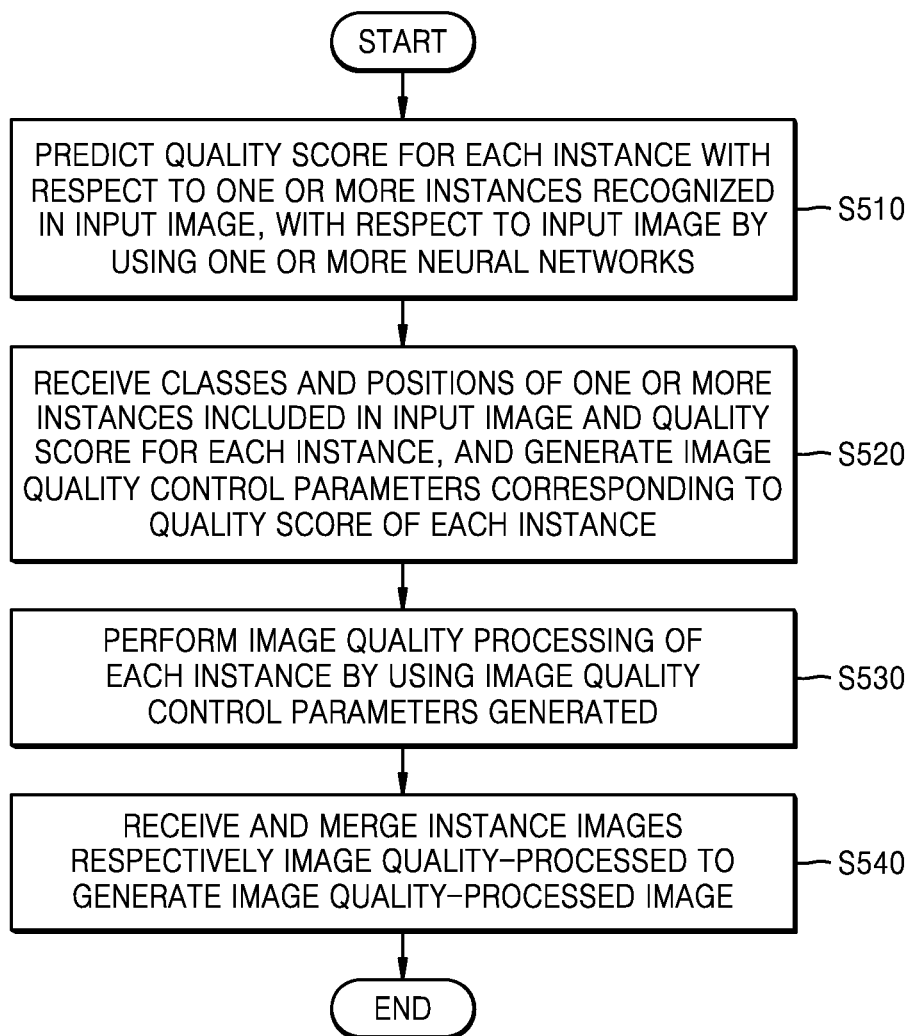 START
PREDICT QUALITY SCORE FOR EACH INSTANCE WITH
RESPECT TO ONE OR MORE INSTANCES RECOGNIZED
IN INPUT IMAGE, WITH RESPECT TO INPUT IMAGE BY
USING ONE OR MORE NEURAL NETWORKS
S510
RECEIVE CLASSES AND POSITIONS OF ONE OR MORE
INSTANCES INCLUDED IN INPUT IMAGE AND QUALITY
SCORE FOR EACH INSTANCE, AND GENERATE IMAGE
QUALITY CONTROL PARAMETERS CORRESPONDING TO
QUALITY SCORE OF EACH INSTANCE
S520
PERFORM IMAGE QUALITY PROCESSING OF
EACH INSTANCE BY USING IMAGE QUALITY
CONTROL PARAMETERS GENERATED
S530
RECEIVE AND MERGE INSTANCE IMAGES
RESPECTIVELY IMAGE QUALITY-PROCESSED TO
GENERATE IMAGE QUALITY-PROCESSED IMAGE
S540
END